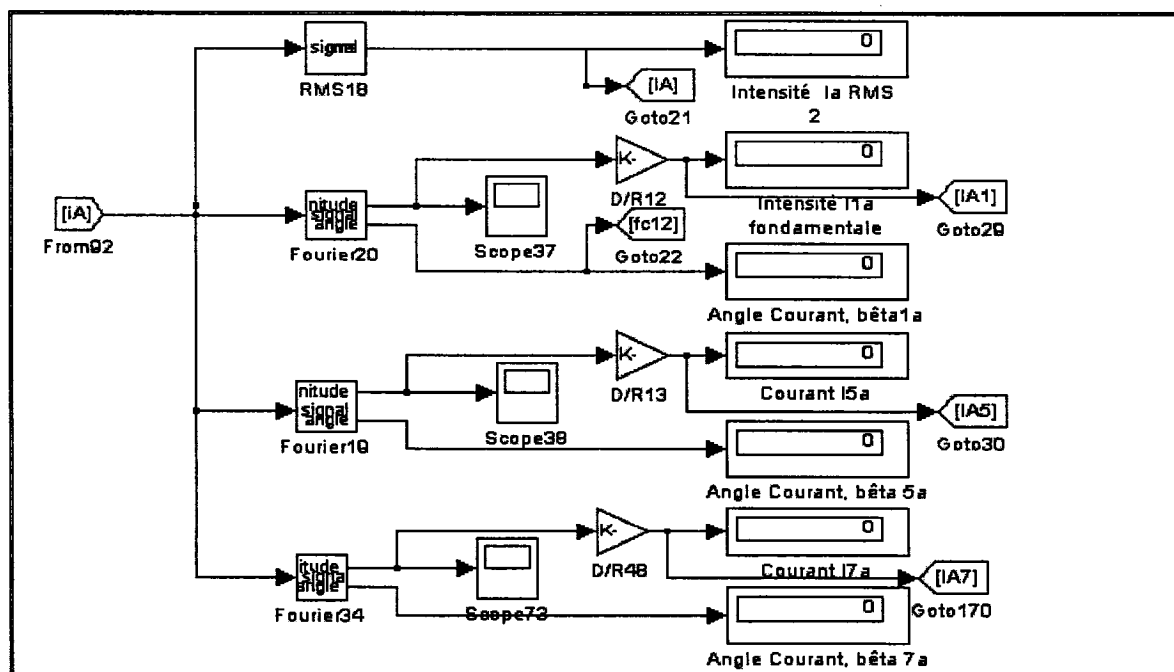 signal
RMS18
0
Intensité Ia RMS
2
[IA]
Goto21
[iA]
From92
nitude
signal
angle
Fourier20
Scope37
K-
D/R12
0
Intensité I1a
fondamentale
[IA1]
Goto29
[fc12]
Goto22
0
Angle Courant, bêta1a
nitude
signal
angle
Fourier19
Scope38
K-
D/R13
0
Courant I5a
[IA5]
Goto30
0
Angle Courant, bêta 5a
itude
signa
angle
Fourier34
Scope73
K-
D/R48
0
Courant I7a
[IA7]
Goto170
0
Angle Courant, bêta 7a